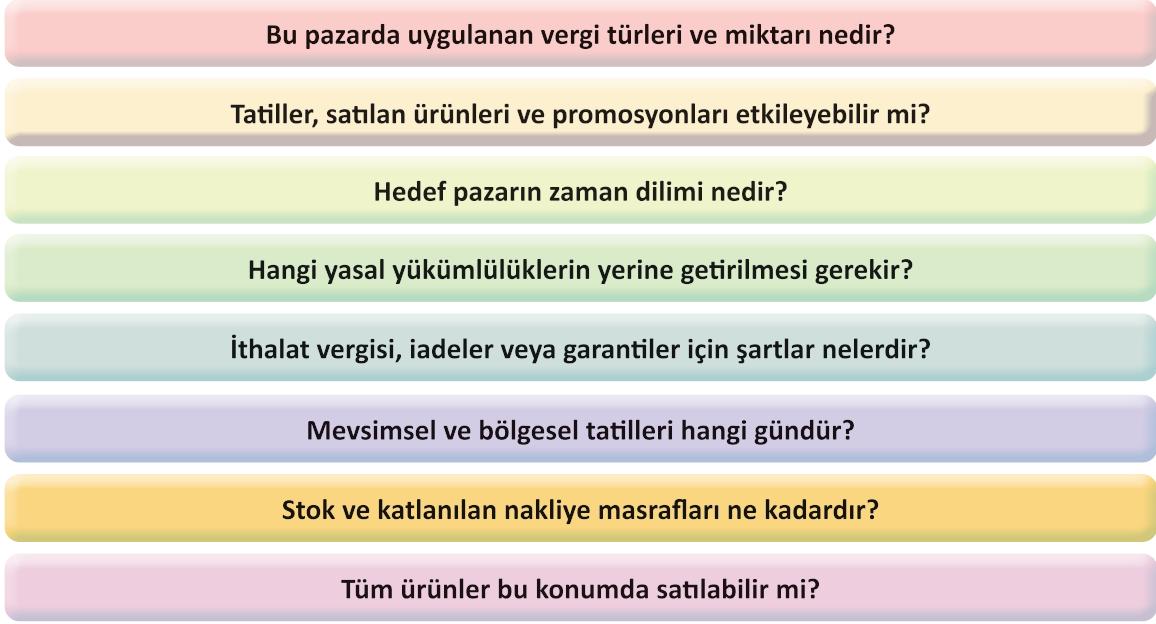 Bu pazarda uygulanan vergi türleri ve miktarı nedir?
Tatiller, satılan ürünleri ve promosyonları etkileyebilir mi?
Hedef pazarın zaman dilimi nedir?
Hangi yasal yükümlülüklerin yerine getirilmesi gerekir?
İthalat vergisi, iadeler veya garantiler için şartlar nelerdir?
Mevsimsel ve bölgesel tatilleri hangi gündür?
Stok ve katlanılan nakliye masrafları ne kadardır?
Tüm ürünler bu konumda satılabilir mi?